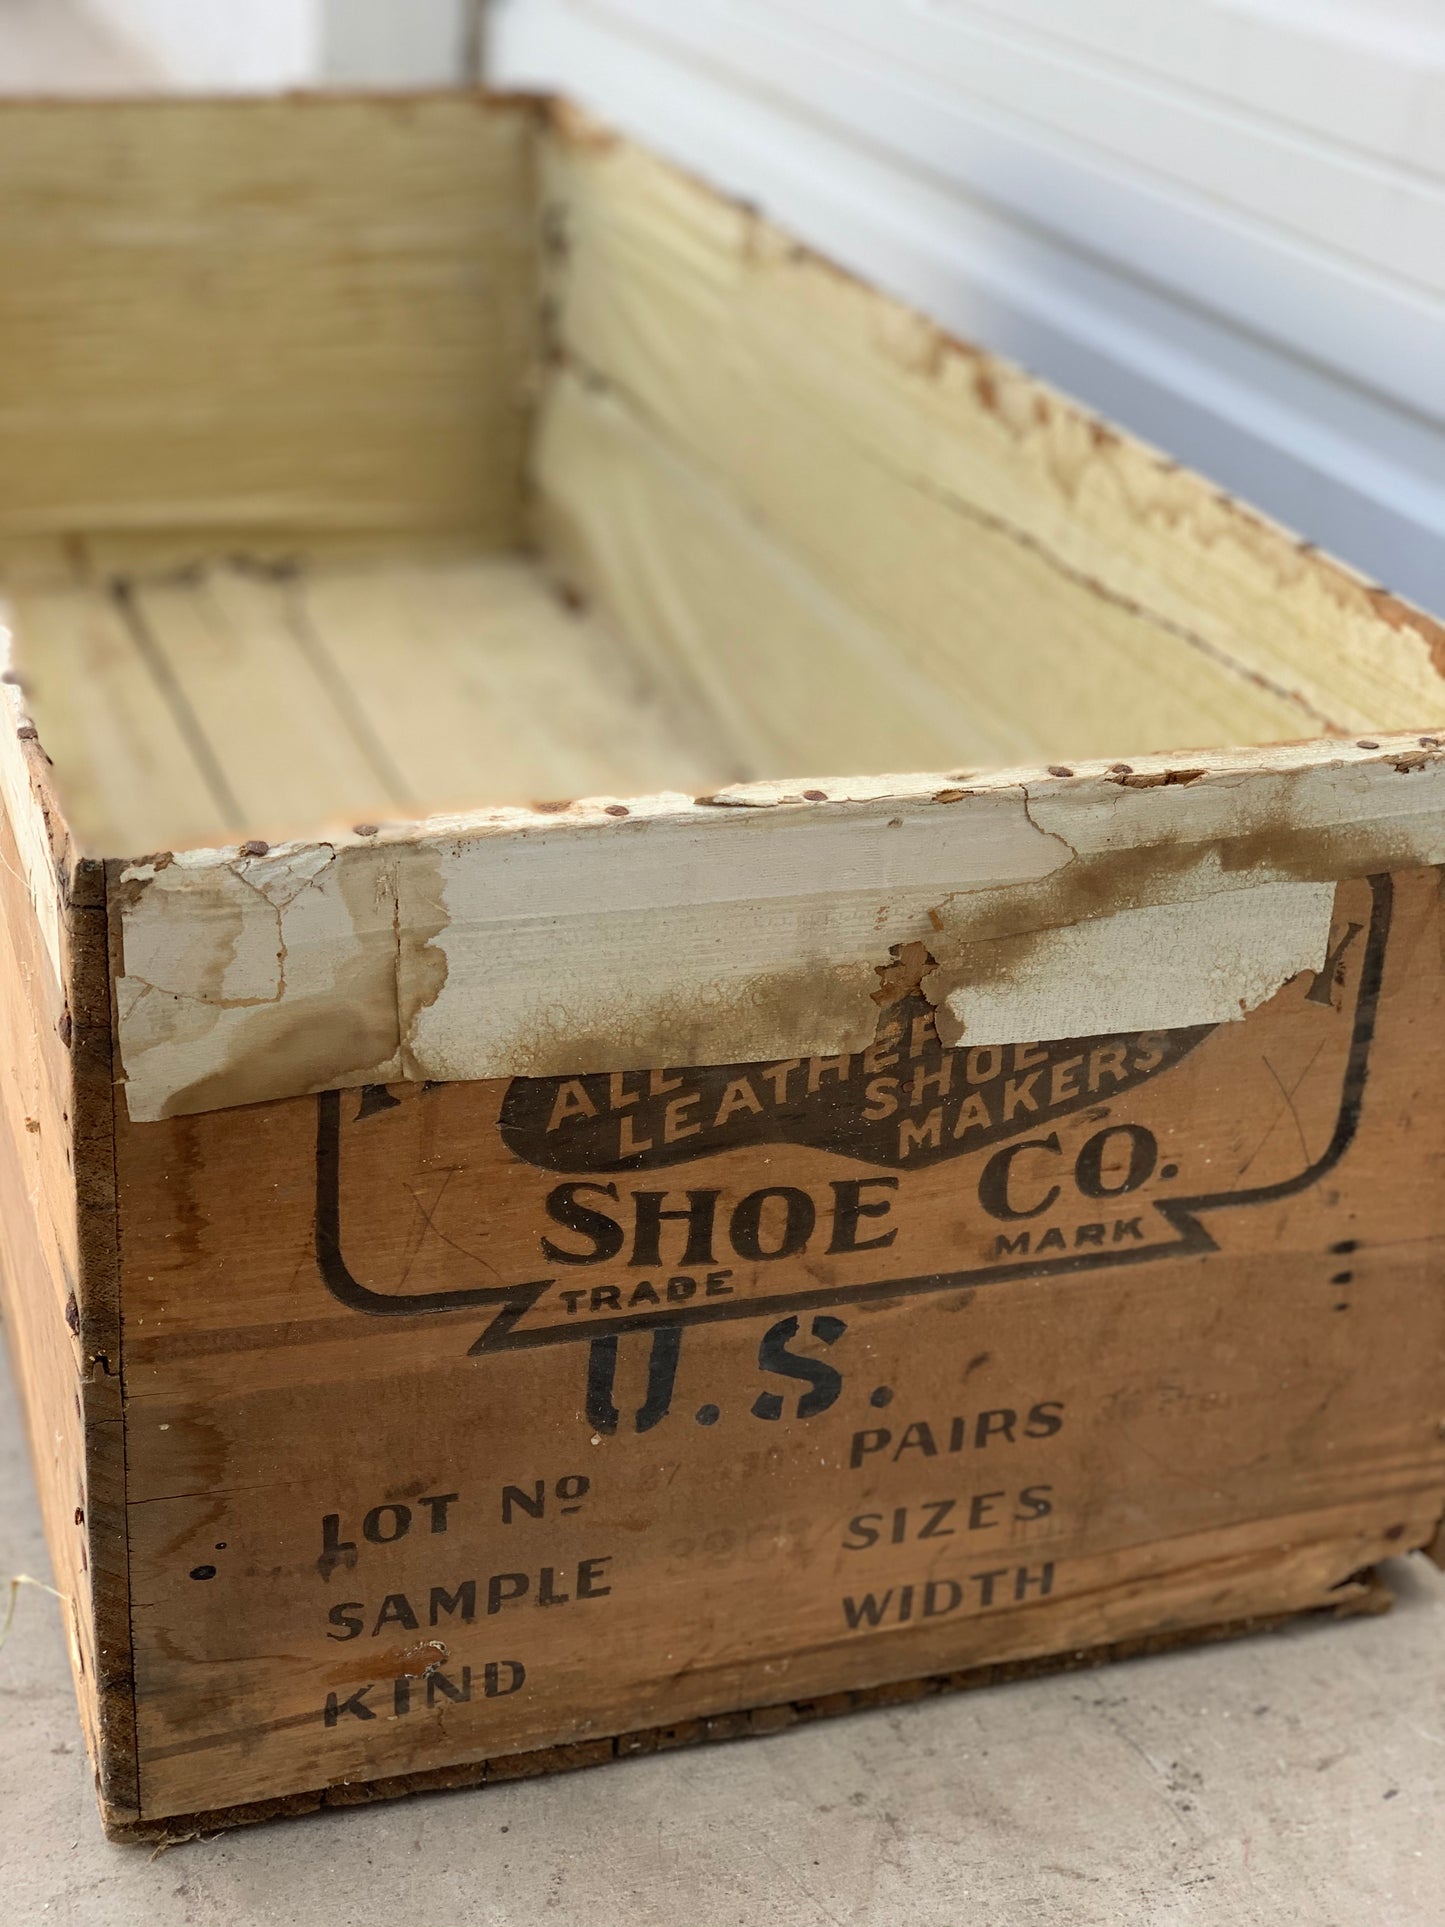 ALL LEATHER
SHOE
MAKERS
SHOE CO.
TRADE MARK
U.S.
LOT Nº PAIRS
SAMPLE SIZES
KIND WIDTH